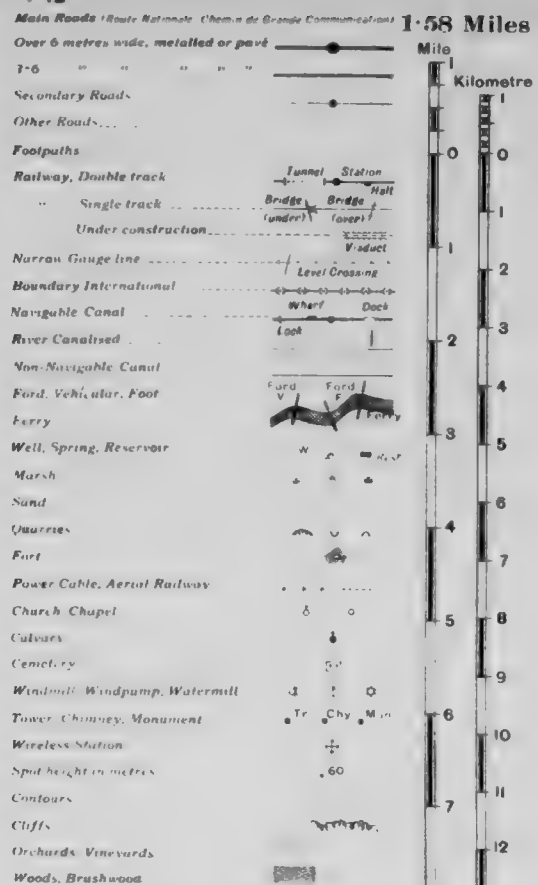 Main Roads (Route Nationale Chemin de Grande Communication) 1·58 Miles
Over 6 metres wide, metalled or pavé
Mile
Kilometre
1
1
Secondary Roads
Other Roads
0
0
Footpaths
Railway, Double track Tunnel Station
Halt
" Single track Bridge (under) Bridge (over)
1
Under construction
Viaduct
1
Narrow Gauge line Level Crossing
2
Boundary International
Navigable Canal Wharf Dock
Lock
3
River Canalised
2
Non-Navigable Canal
Ford, Vehicular, Foot Ford V Ford F
4
Ferry Ferry
3
5
Well, Spring, Reservoir W Resr
Marsh
Sand
6
Quarries
4
Fort
7
Power Cable, Aerial Railway
Church Chapel
5
8
Calvary
Cemetery
9
Windmill, Windpump, Watermill
Tower, Chimney, Monument Tr Chy Mon
6
Wireless Station
10
Spot height in metres .60
Contours
11
7
Cliffs
Orchards Vineyards
12
Woods, Brushwood